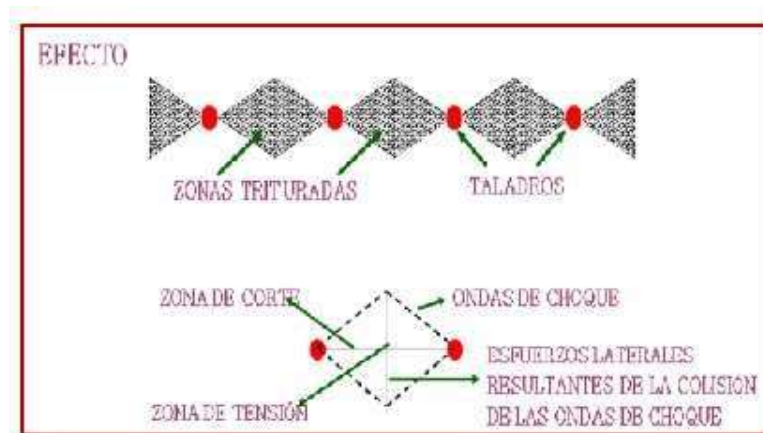 EFECTO
ZONAS TRITURADAS
TALADROS
ZONA DE CORTE
ONDAS DE CHOQUE
ESFUERZOS LATERALES
RESULTANTES DE LA COLISION
DE LAS ONDAS DE CHOQUE
ZONA DE TENSIÓN